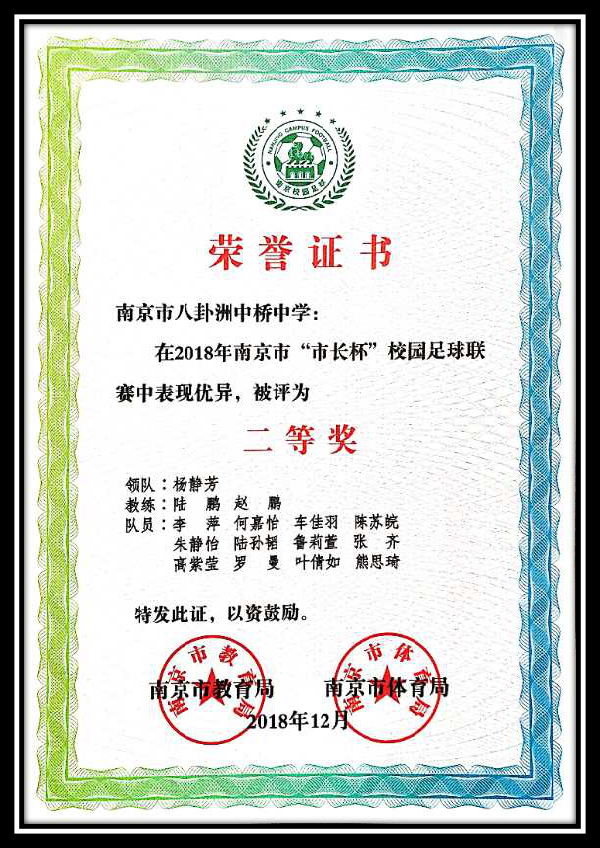 NANJING CAMPUS FOOTBALL
南京校园足球
荣誉证书
南京市八卦洲中桥中学：
在2018年南京市“市长杯”校园足球联
赛中表现优异，被评为
二等奖
领队：杨静芳
教练：陆 鹏 赵 鹏
队员：李 萍 何嘉怡 车佳羽 陈苏皖
朱静怡 陆孙韬 鲁莉萱 张 齐
高紫莹 罗 曼 叶倩如 熊思琦
特发此证，以资鼓励。
南京市教育局
南京市体育局
南京市教育局 南京市体育局
2018年12月